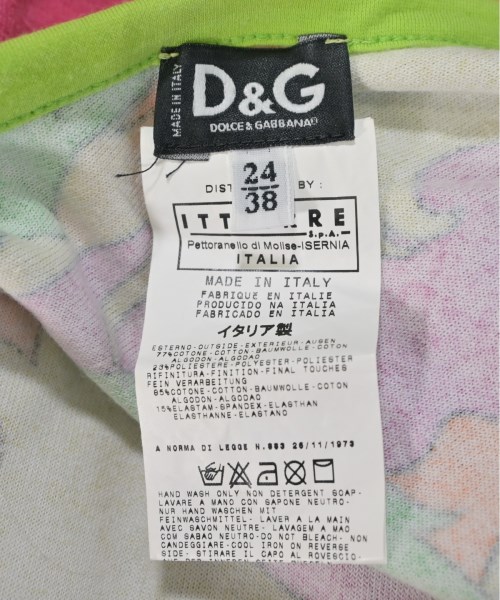 MADE IN ITALY
D&G
DOLCE&GABBANA
24
38
DISTRIBUTED BY :
ITTIERRE
S.p.A.
Pettoranello di Molise-ISERNIA
ITALIA
MADE IN ITALY
FABRIQUE EN ITALIE
PRODUCIDO NA ITALIA
FABRICADO EN ITALIA
イタリア製
ESTERNO-OUTSIDE-EXTERIEUR-AUSEN
77%COTONE-COTTON-BAUMWOLLE-COTON
ALGODON-ALGODAO
23%POLIESTERE-POLYESTER-POLIESTER
RIFINITURA-FINITION-FINAL TOUCHES
FEIN VERARBEITUNG
85%COTONE-COTTON-BAUMWOLLE-COTON
ALGODON-ALGODAO
15%ELASTAM-SPANDEX-ELASTHAN
ELASTHANNE-ELASTANO
A NORMA DI LEGGE N.883 26/11/1973
HAND WASH ONLY NON DETERGENT SOAP-
LAVARE A MANO CON SAPONE NEUTRO-
NUR HAND WASCHEN MIT
FEINWASCHMITTEL- LAVER A LA MAIN
AVEC SAVON NEUTRE- LAVAGEM A MAO
COM SABAO NEUTRO-DO NOT BLEACH- NON
CANDEGGIARE-COOL IRON ON REVERSE
SIDE- STIRARE IL CAPO AL ROVESCIO-